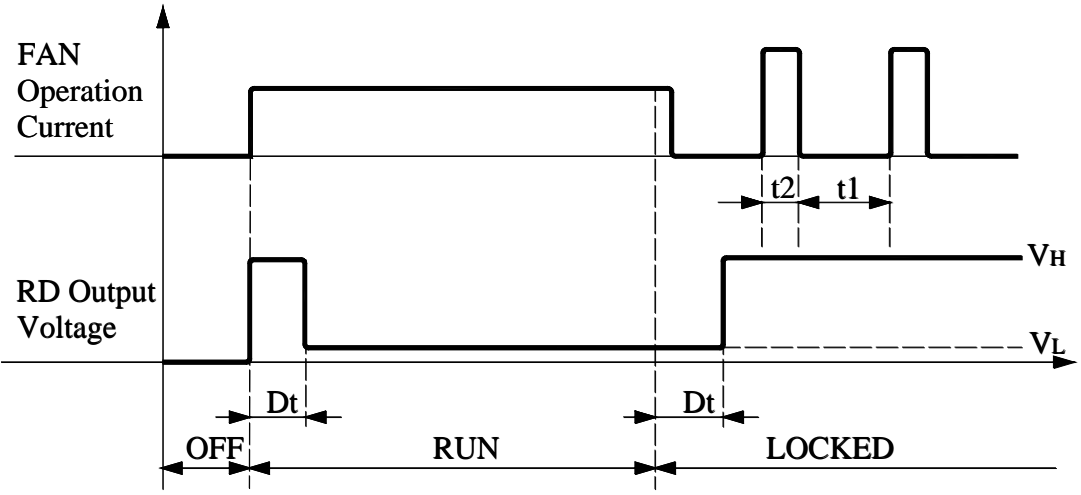 FAN
Operation
Current
t2
t1
VH
RD Output
Voltage
VL
Dt
Dt
OFF
RUN
LOCKED